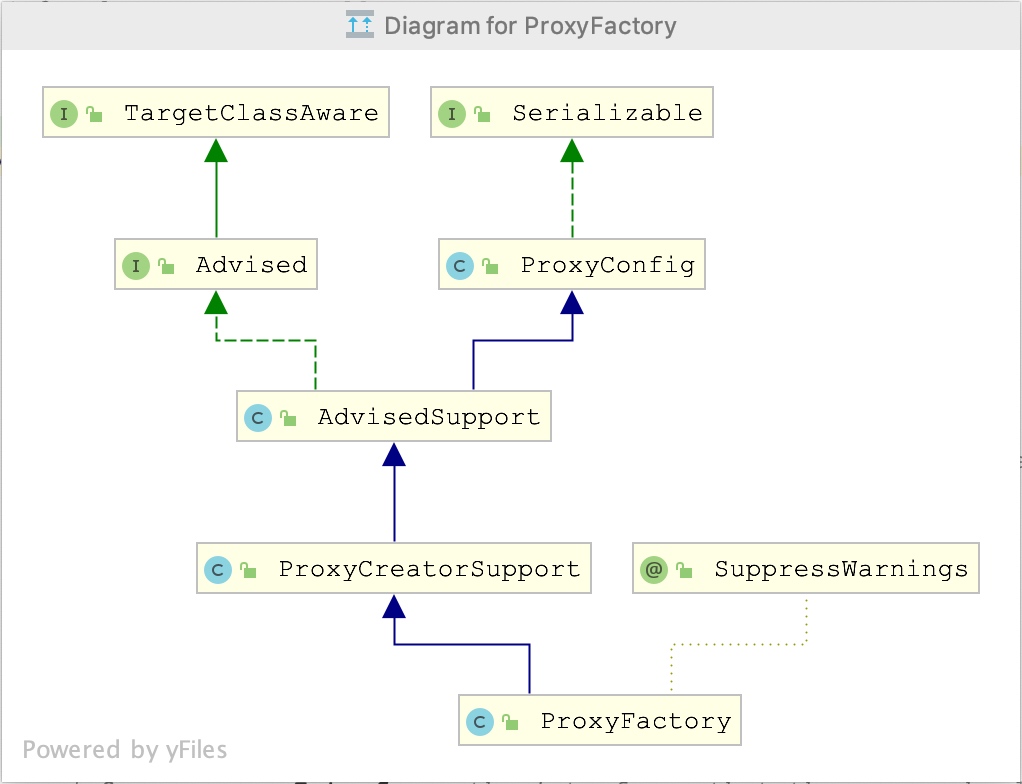 Diagram for ProxyFactory
I TargetClassAware
I Serializable
I Advised
C ProxyConfig
C AdvisedSupport
C ProxyCreatorSupport
@ SuppressWarnings
C ProxyFactory
Powered by yFiles